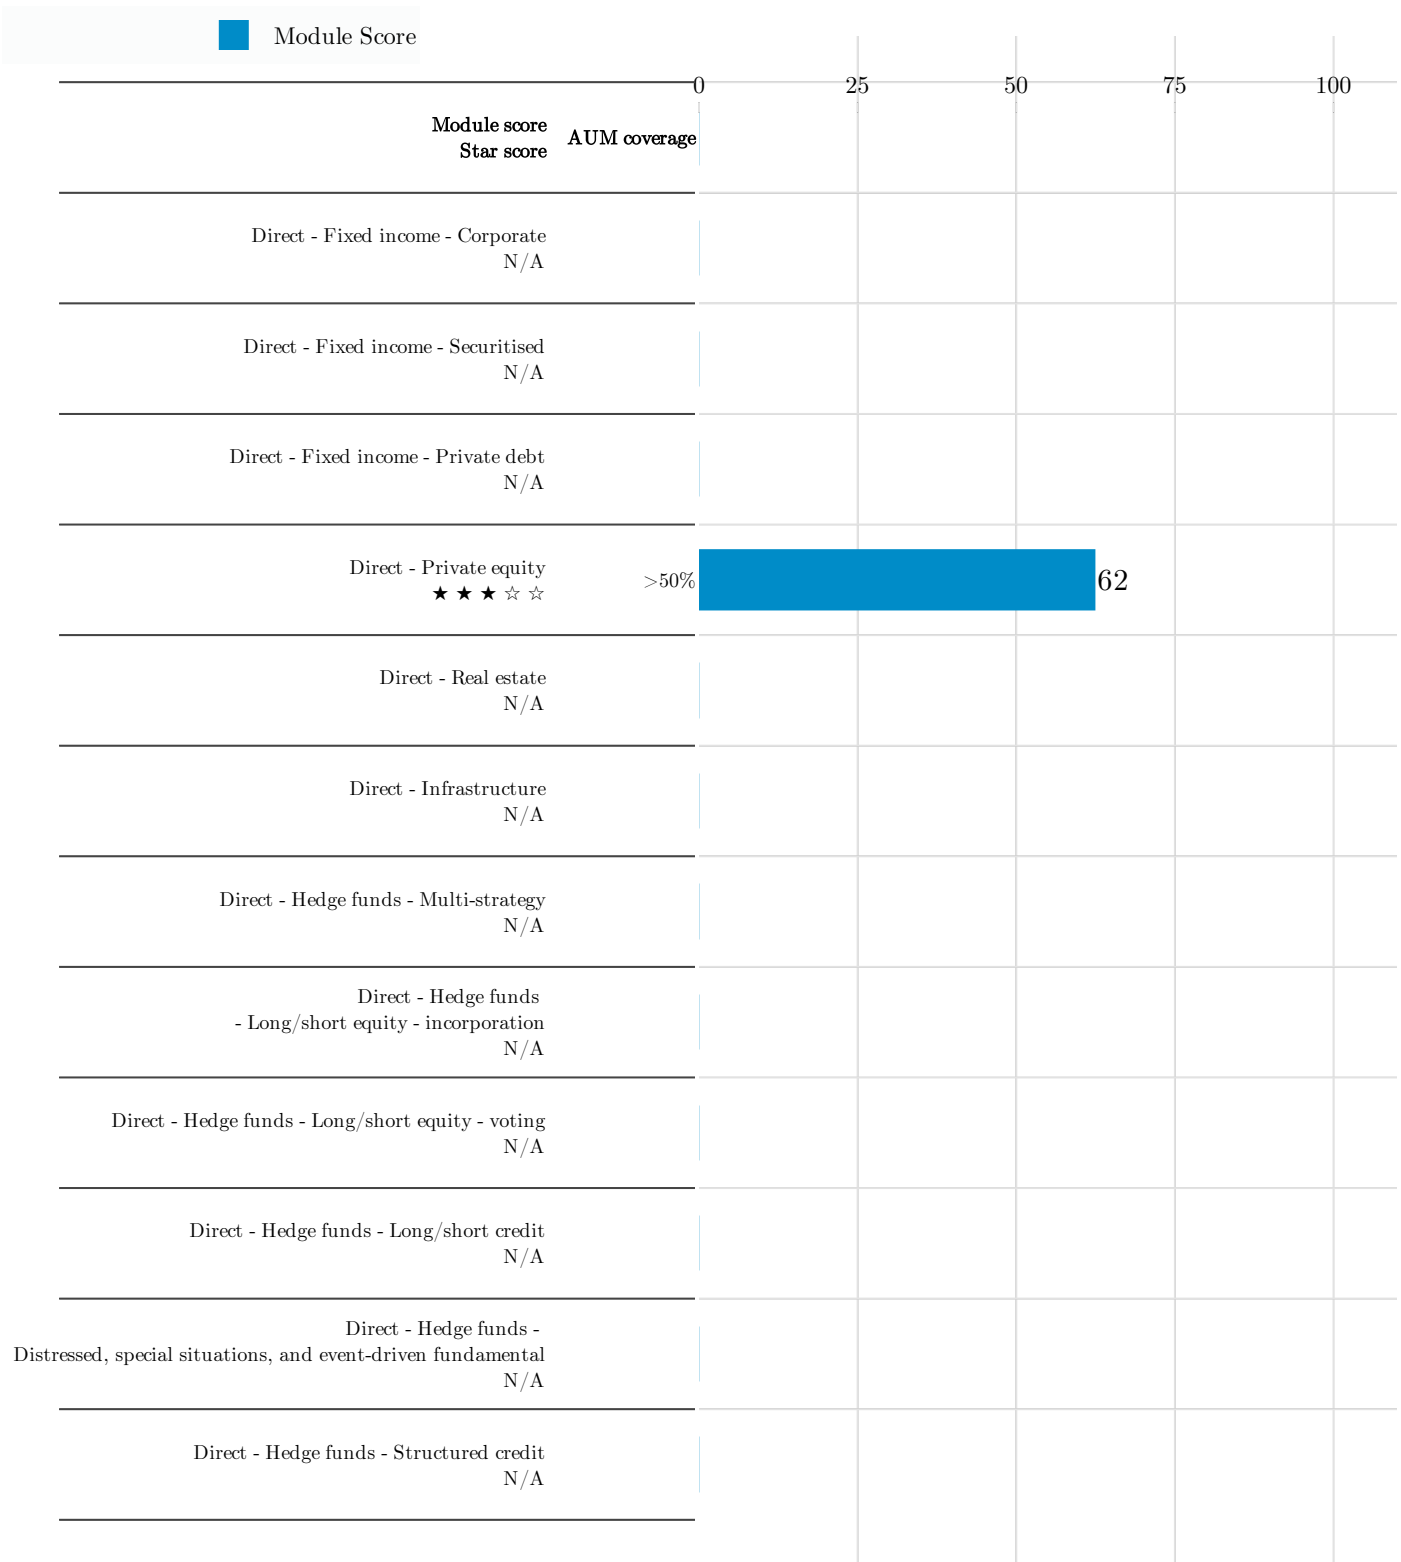 Module Score
0 25 50 75 100
Module score
Star score
AUM coverage
Direct - Fixed income - Corporate
N/A
Direct - Fixed income - Securitised
N/A
Direct - Fixed income - Private debt
N/A
Direct - Private equity
★ ★ ★ ☆ ☆
>50%
62
Direct - Real estate
N/A
Direct - Infrastructure
N/A
Direct - Hedge funds - Multi-strategy
N/A
Direct - Hedge funds
- Long/short equity - incorporation
N/A
Direct - Hedge funds - Long/short equity - voting
N/A
Direct - Hedge funds - Long/short credit
N/A
Direct - Hedge funds -
Distressed, special situations, and event-driven fundamental
N/A
Direct - Hedge funds - Structured credit
N/A